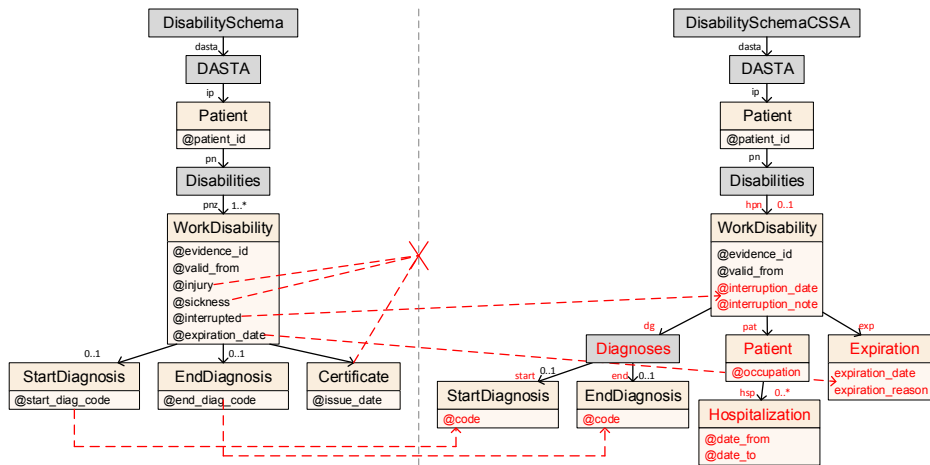 DisabilitySchema
dasta
DASTA
ip
Patient
@patient_id
pn
Disabilities
pnz 1..*
WorkDisability
@evidence_id
@valid_from
@injury
@sickness
@interrupted
@expiration_date
0..1
0..1
StartDiagnosis
@start_diag_code
EndDiagnosis
@end_diag_code
Certificate
@issue_date
DisabilitySchemaCSSA
dasta
DASTA
ip
Patient
@patient_id
pn
Disabilities
hpn 0..1
WorkDisability
@evidence_id
@valid_from
@interruption_date
@interruption_note
dg
pat
exp
Diagnoses
start 0..1
end 0..1
StartDiagnosis
@code
EndDiagnosis
@code
Patient
@occupation
hsp 0..*
Hospitalization
@date_from
@date_to
Expiration
expiration_date
expiration_reason